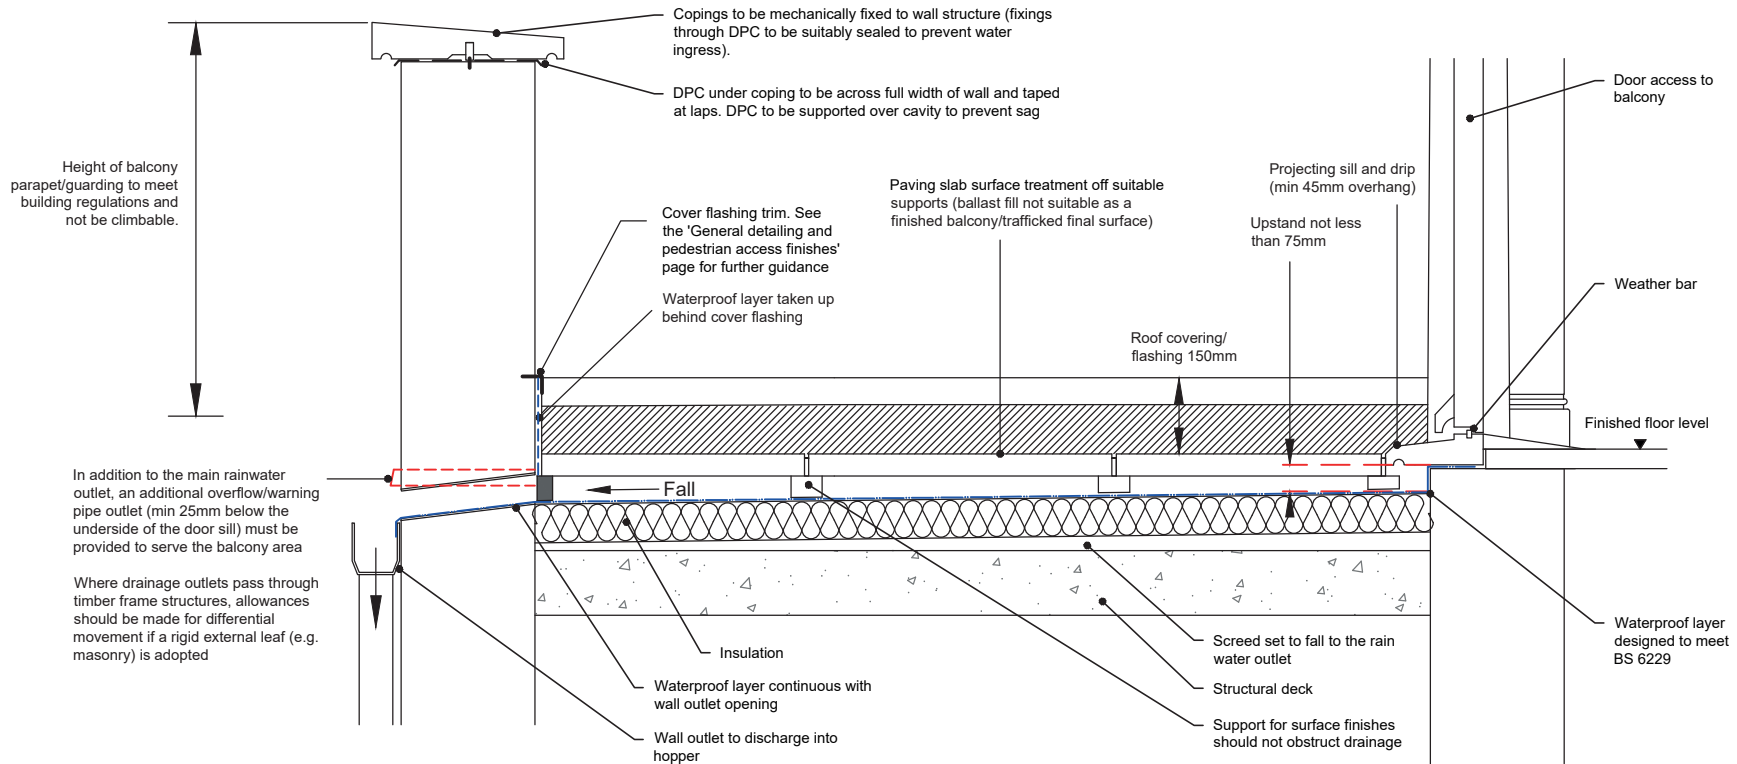 Copings to be mechanically fixed to wall structure (fixings
through DPC to be suitably sealed to prevent water
ingress).
DPC under coping to be across full width of wall and taped
at laps. DPC to be supported over cavity to prevent sag
Door access to
balcony
Height of balcony
parapet/guarding to meet
building regulations and
not be climbable.
Cover flashing trim. See
the 'General detailing and
pedestrian access finishes'
page for further guidance
Waterproof layer taken up
behind cover flashing
Paving slab surface treatment off suitable
supports (ballast fill not suitable as a
finished balcony/trafficked final surface)
Projecting sill and drip
(min 45mm overhang)
Upstand not less
than 75mm
Roof covering/
flashing 150mm
Weather bar
Finished floor level
In addition to the main rainwater
outlet, an additional overflow/warning
pipe outlet (min 25mm below the
underside of the door sill) must be
provided to serve the balcony area
Where drainage outlets pass through
timber frame structures, allowances
should be made for differential
movement if a rigid external leaf (e.g.
masonry) is adopted
Fall
Insulation
Waterproof layer continuous with
wall outlet opening
Wall outlet to discharge into
hopper
Screed set to fall to the rain
water outlet
Structural deck
Support for surface finishes
should not obstruct drainage
Waterproof layer
designed to meet
BS 6229